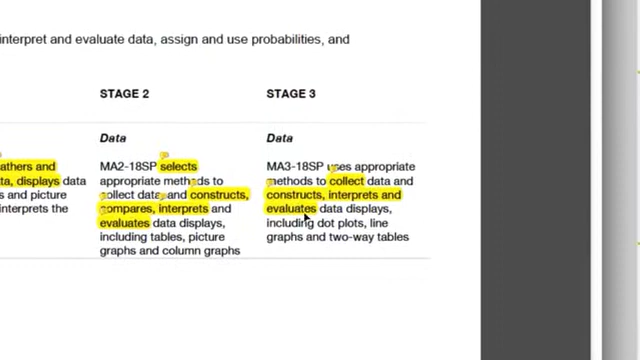 interpret and evaluate data, assign and use probabilities, and
STAGE 2
STAGE 3
Data
Data
athers and
ta, displays data
s and picture
interprets the
MA2-18SP selects
appropriate methods to
collect data and constructs,
compares, interprets and
evaluates data displays,
including tables, picture
graphs and column graphs
MA3-18SP uses appropriate
methods to collect data and
constructs, interprets and
evaluates data displays,
including dot plots, line
graphs and two-way tables